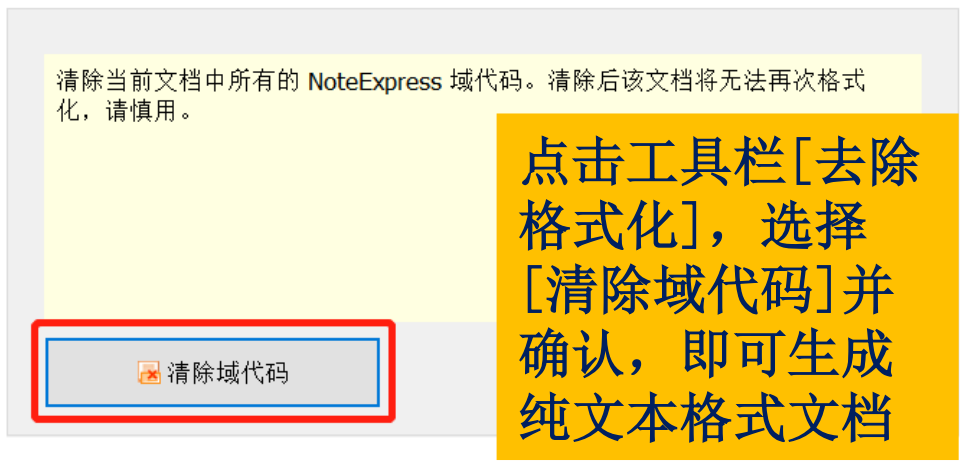 清除当前文档中所有的 NoteExpress 域代码。清除后该文档将无法再次格式
化，请慎用。
点击工具栏[去除
格式化]，选择
[清除域代码]并
确认，即可生成
纯文本格式文档
清除域代码